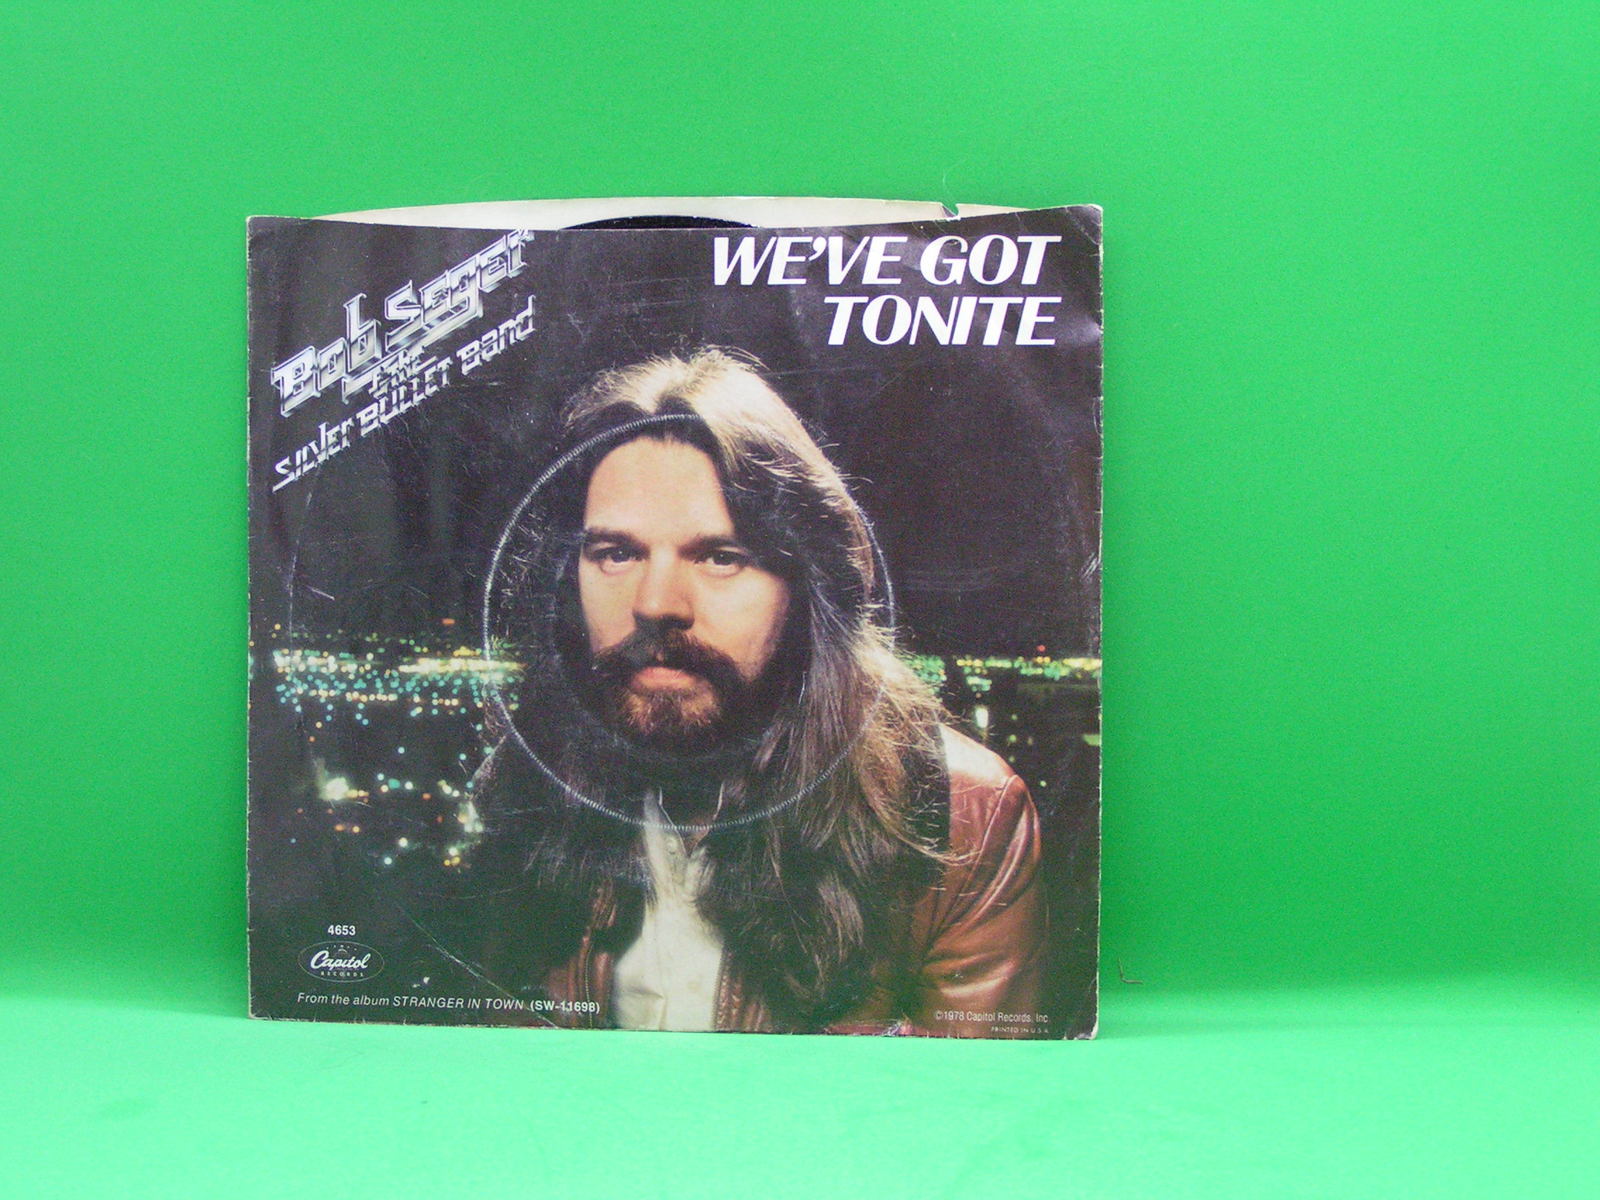 Bob Seger
& the
Silver Bullet Band
WE'VE GOT
TONITE
4653
Capitol
RECORDS
From the album STRANGER IN TOWN (SW-11698)
©1978 Capitol Records, Inc.
PRINTED IN U.S.A.